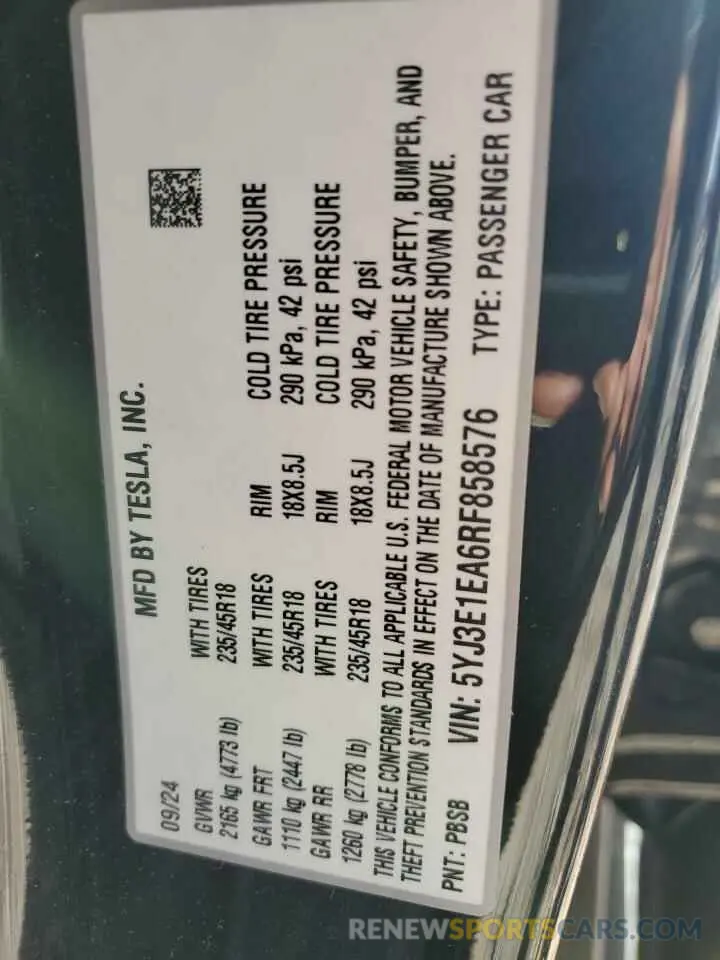 MFD BY TESLA, INC.
09/24
GVWR WITH TIRES
2165 kg (4773 lb) 235/45R18
GAWR FRT WITH TIRES RIM COLD TIRE PRESSURE
1110 kg (2447 lb) 235/45R18 18X8.5J 290 kPa, 42 psi
GAWR RR WITH TIRES RIM COLD TIRE PRESSURE
1260 kg (2778 lb) 235/45R18 18X8.5J 290 kPa, 42 psi
THIS VEHICLE CONFORMS TO ALL APPLICABLE U.S. FEDERAL MOTOR VEHICLE SAFETY, BUMPER, AND
THEFT PREVENTION STANDARDS IN EFFECT ON THE DATE OF MANUFACTURE SHOWN ABOVE.
PNT: PBSB VIN: 5YJ3E1EA6RF858576 TYPE: PASSENGER CAR
RENEWSPORTSCARS.COM